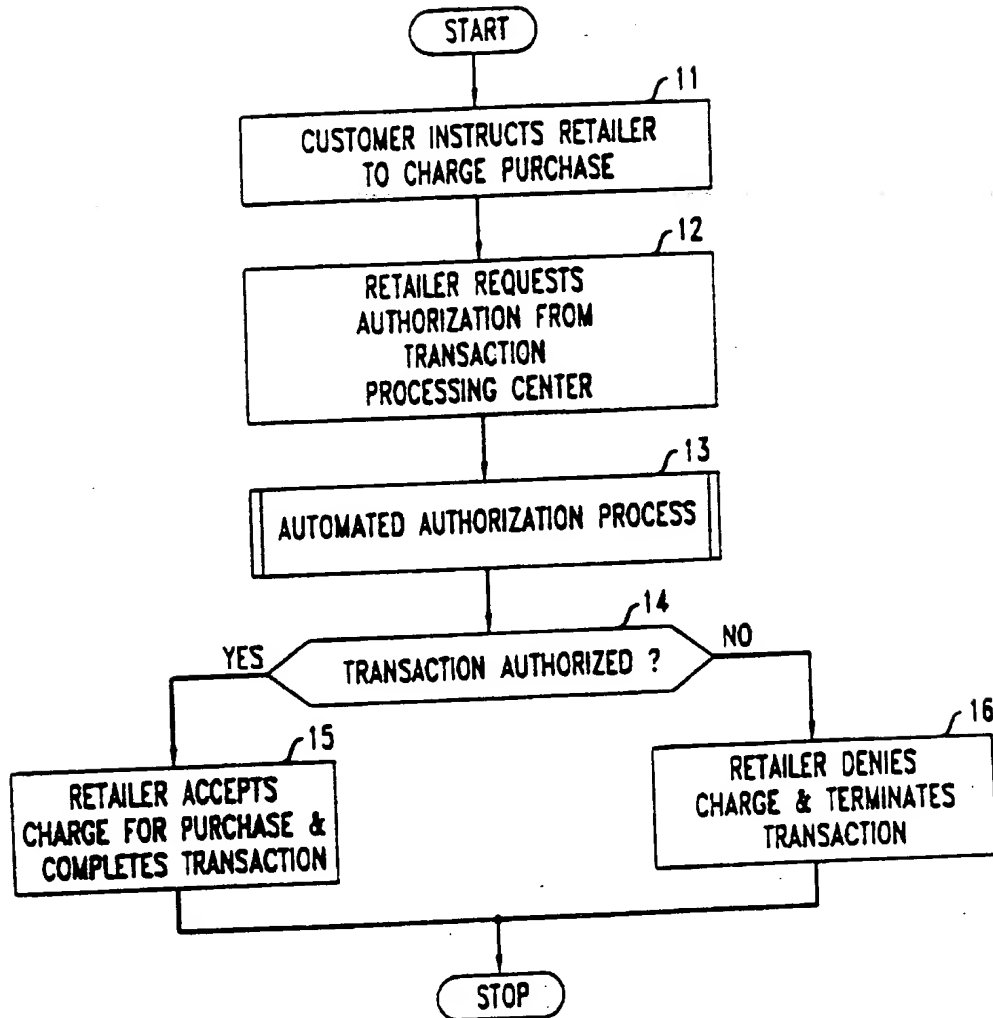 START
11
CUSTOMER INSTRUCTS RETAILER
TO CHARGE PURCHASE
12
RETAILER REQUESTS
AUTHORIZATION FROM
TRANSACTION
PROCESSING CENTER
13
AUTOMATED AUTHORIZATION PROCESS
14
YES
TRANSACTION AUTHORIZED ?
NO
15
RETAILER ACCEPTS
CHARGE FOR PURCHASE &
COMPLETES TRANSACTION
16
RETAILER DENIES
CHARGE & TERMINATES
TRANSACTION
STOP